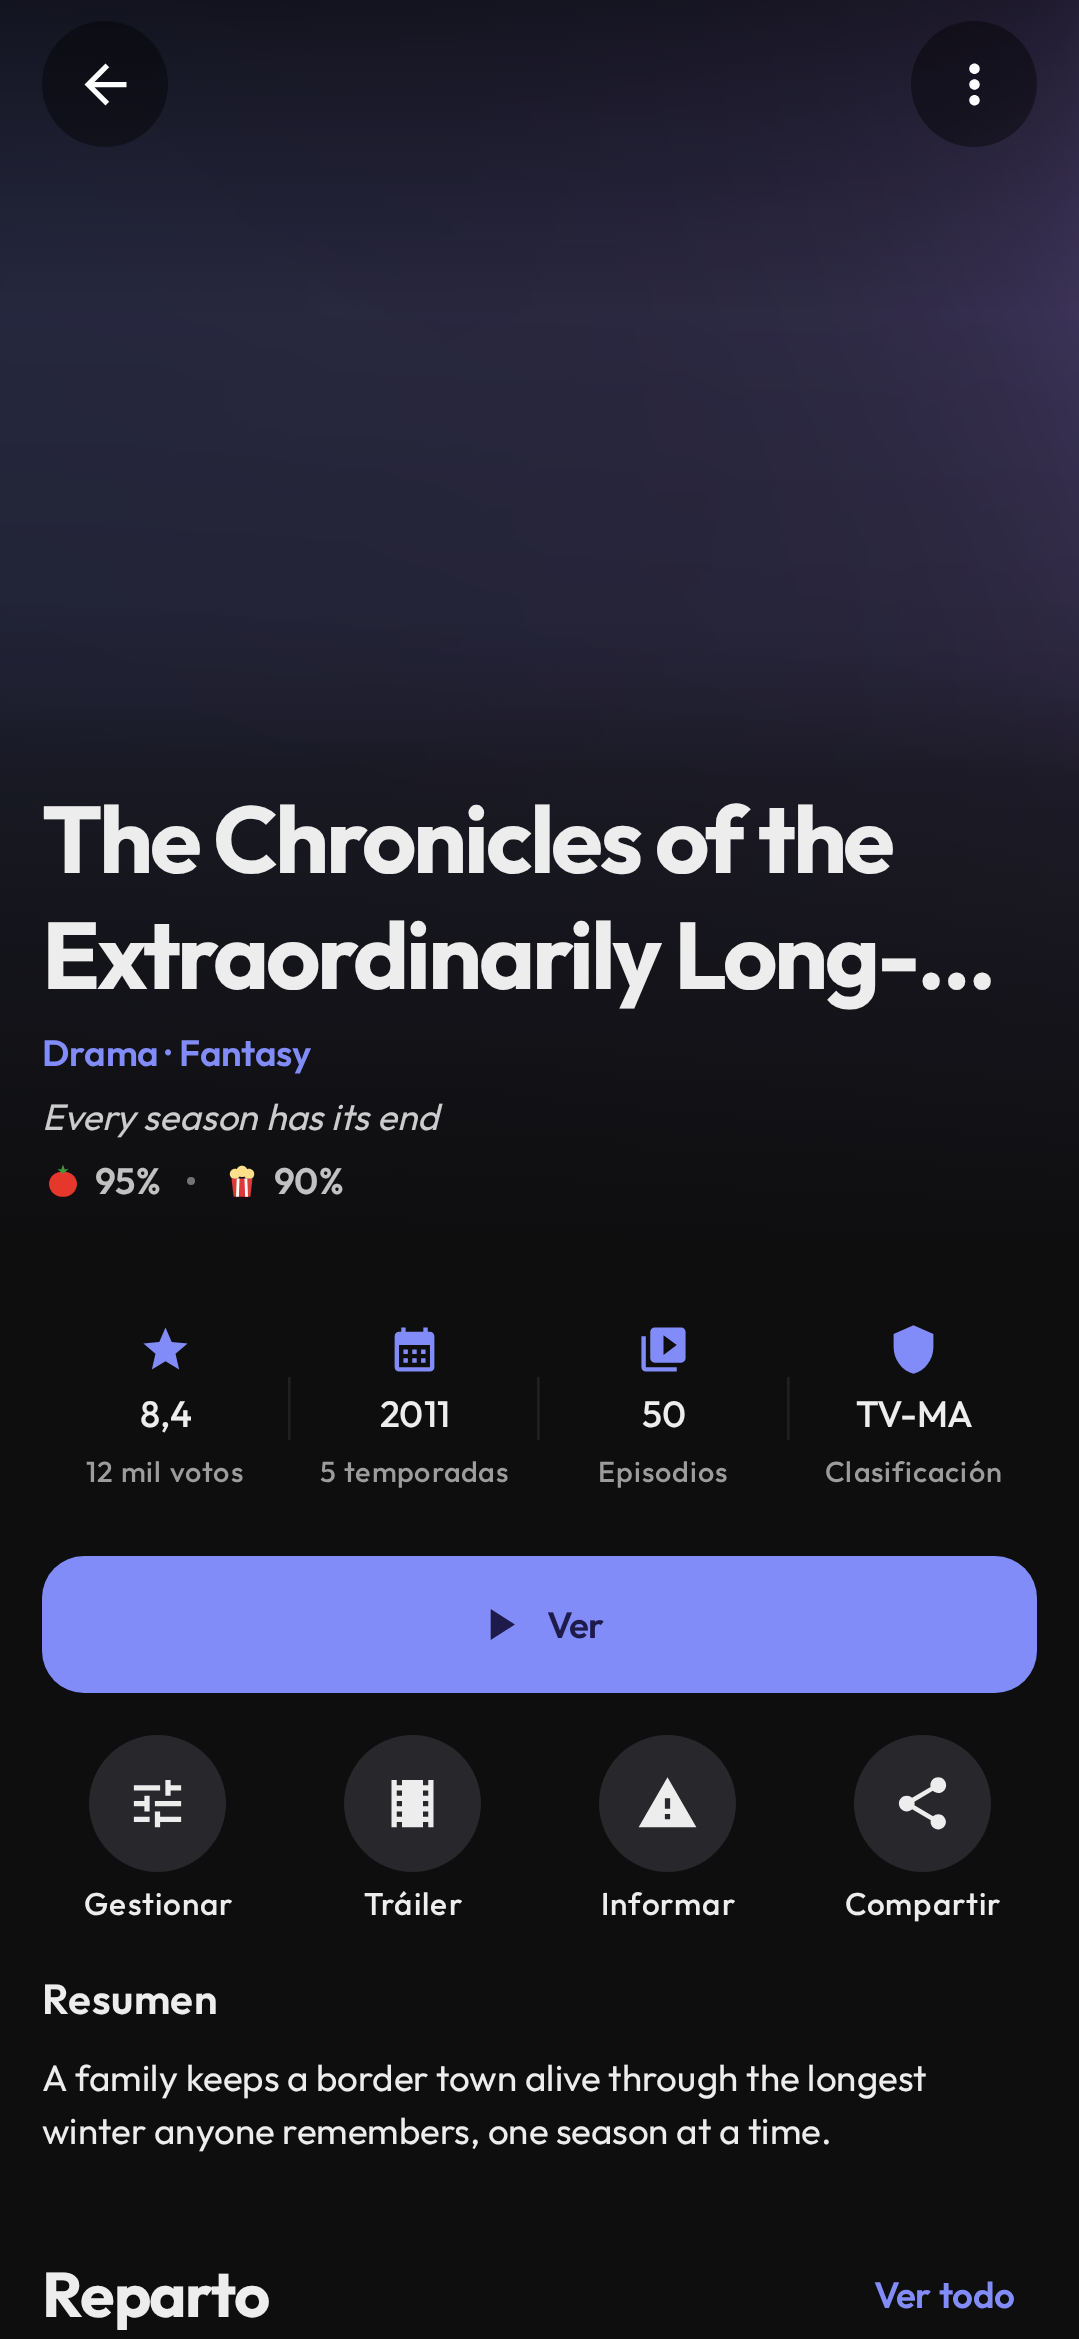 The Chronicles of the
Extraordinarily Long-...
Drama · Fantasy
Every season has its end
95% • 90%
8,4
12 mil votos
2011
5 temporadas
50
Episodios
TV-MA
Clasificación
Ver
Gestionar
Tráiler
Informar
Compartir
Resumen
A family keeps a border town alive through the longest
winter anyone remembers, one season at a time.
Reparto
Ver todo